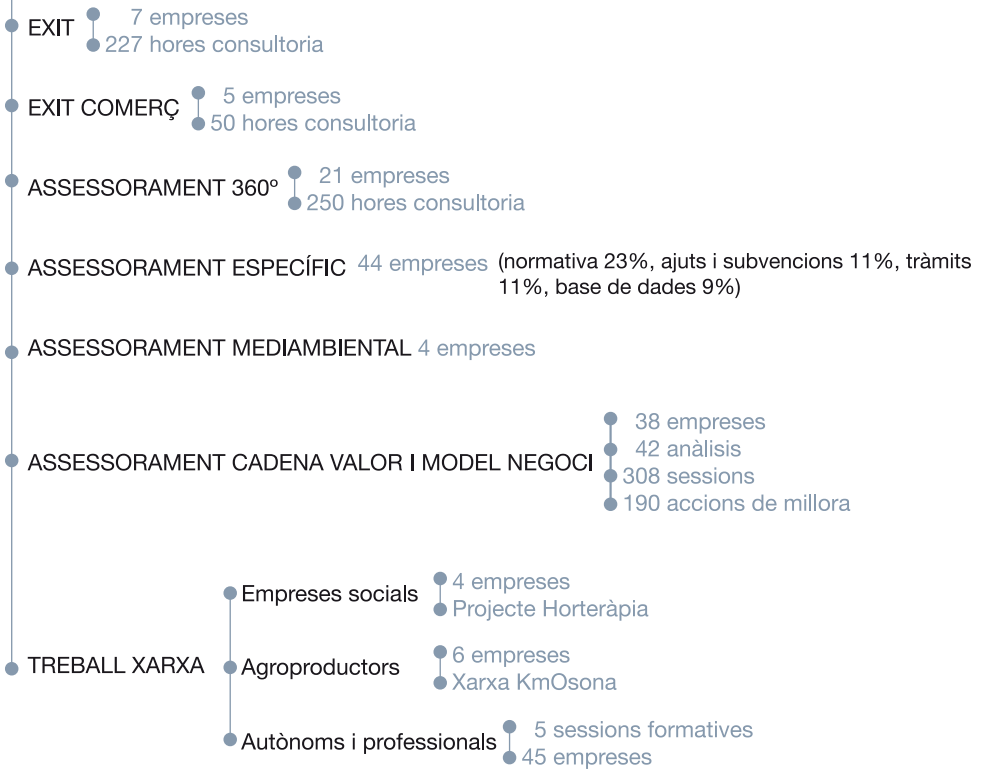 EXIT
7 empreses
227 hores consultoria
EXIT COMERÇ
5 empreses
50 hores consultoria
ASSESSORAMENT 360º
21 empreses
250 hores consultoria
ASSESSORAMENT ESPECÍFIC 44 empreses (normativa 23%, ajuts i subvencions 11%, tràmits
11%, base de dades 9%)
ASSESSORAMENT MEDIAMBIENTAL 4 empreses
ASSESSORAMENT CADENA VALOR I MODEL NEGOCI
38 empreses
42 anàlisis
308 sessions
190 accions de millora
TREBALL XARXA
Empreses socials
4 empreses
Projecte Horteràpia
Agroproductors
6 empreses
Xarxa KmOsona
Autònoms i professionals
5 sessions formatives
45 empreses